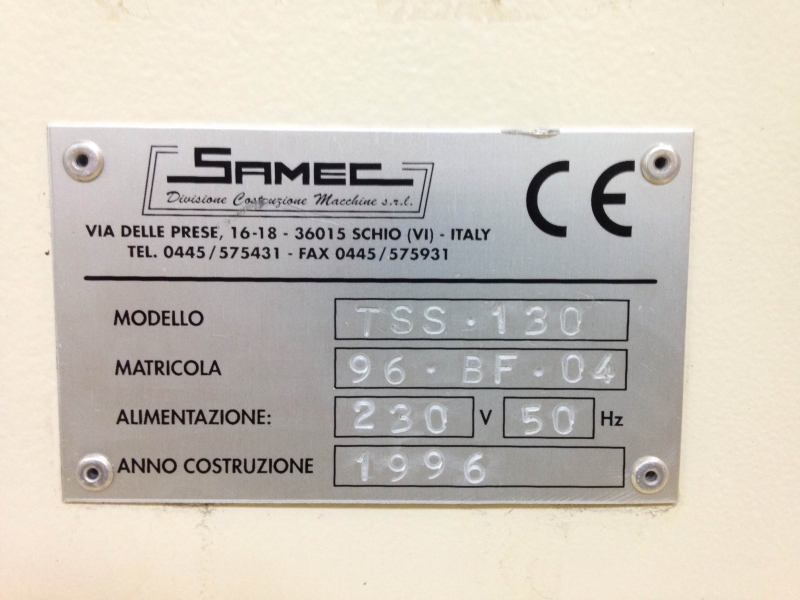 SAMEC
Divisione Costruzione Macchine s.r.l.
CE
VIA DELLE PRESE, 16-18 - 36015 SCHIO (VI) - ITALY
TEL. 0445/575431 - FAX 0445/575931
MODELLO TSS·130
MATRICOLA 96·BF·04
ALIMENTAZIONE: 230 V 50 Hz
ANNO COSTRUZIONE 1996